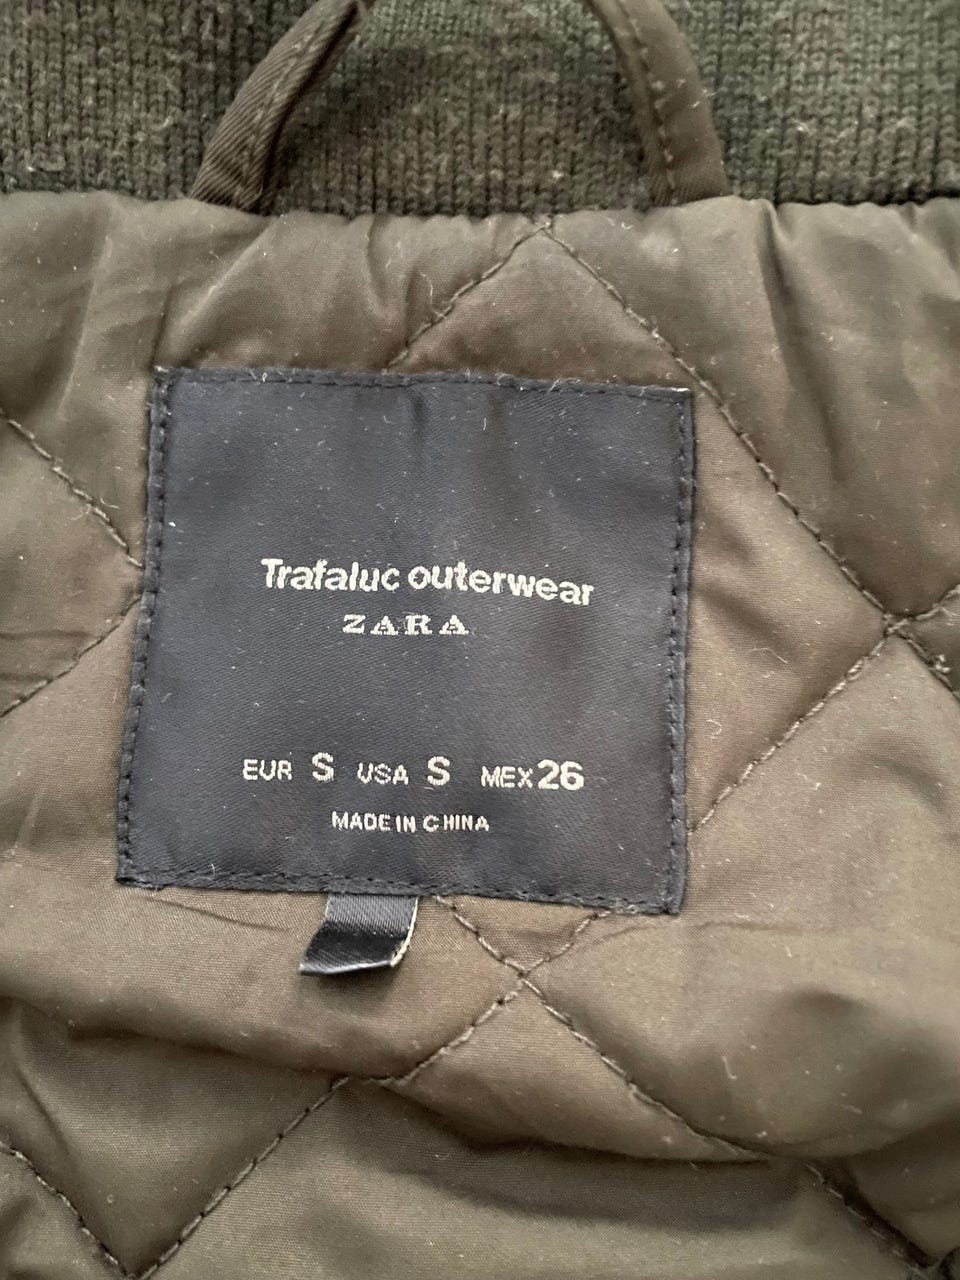 Trafaluc outerwear
ZARA
EUR S USA S MEX 26
MADE IN CHINA